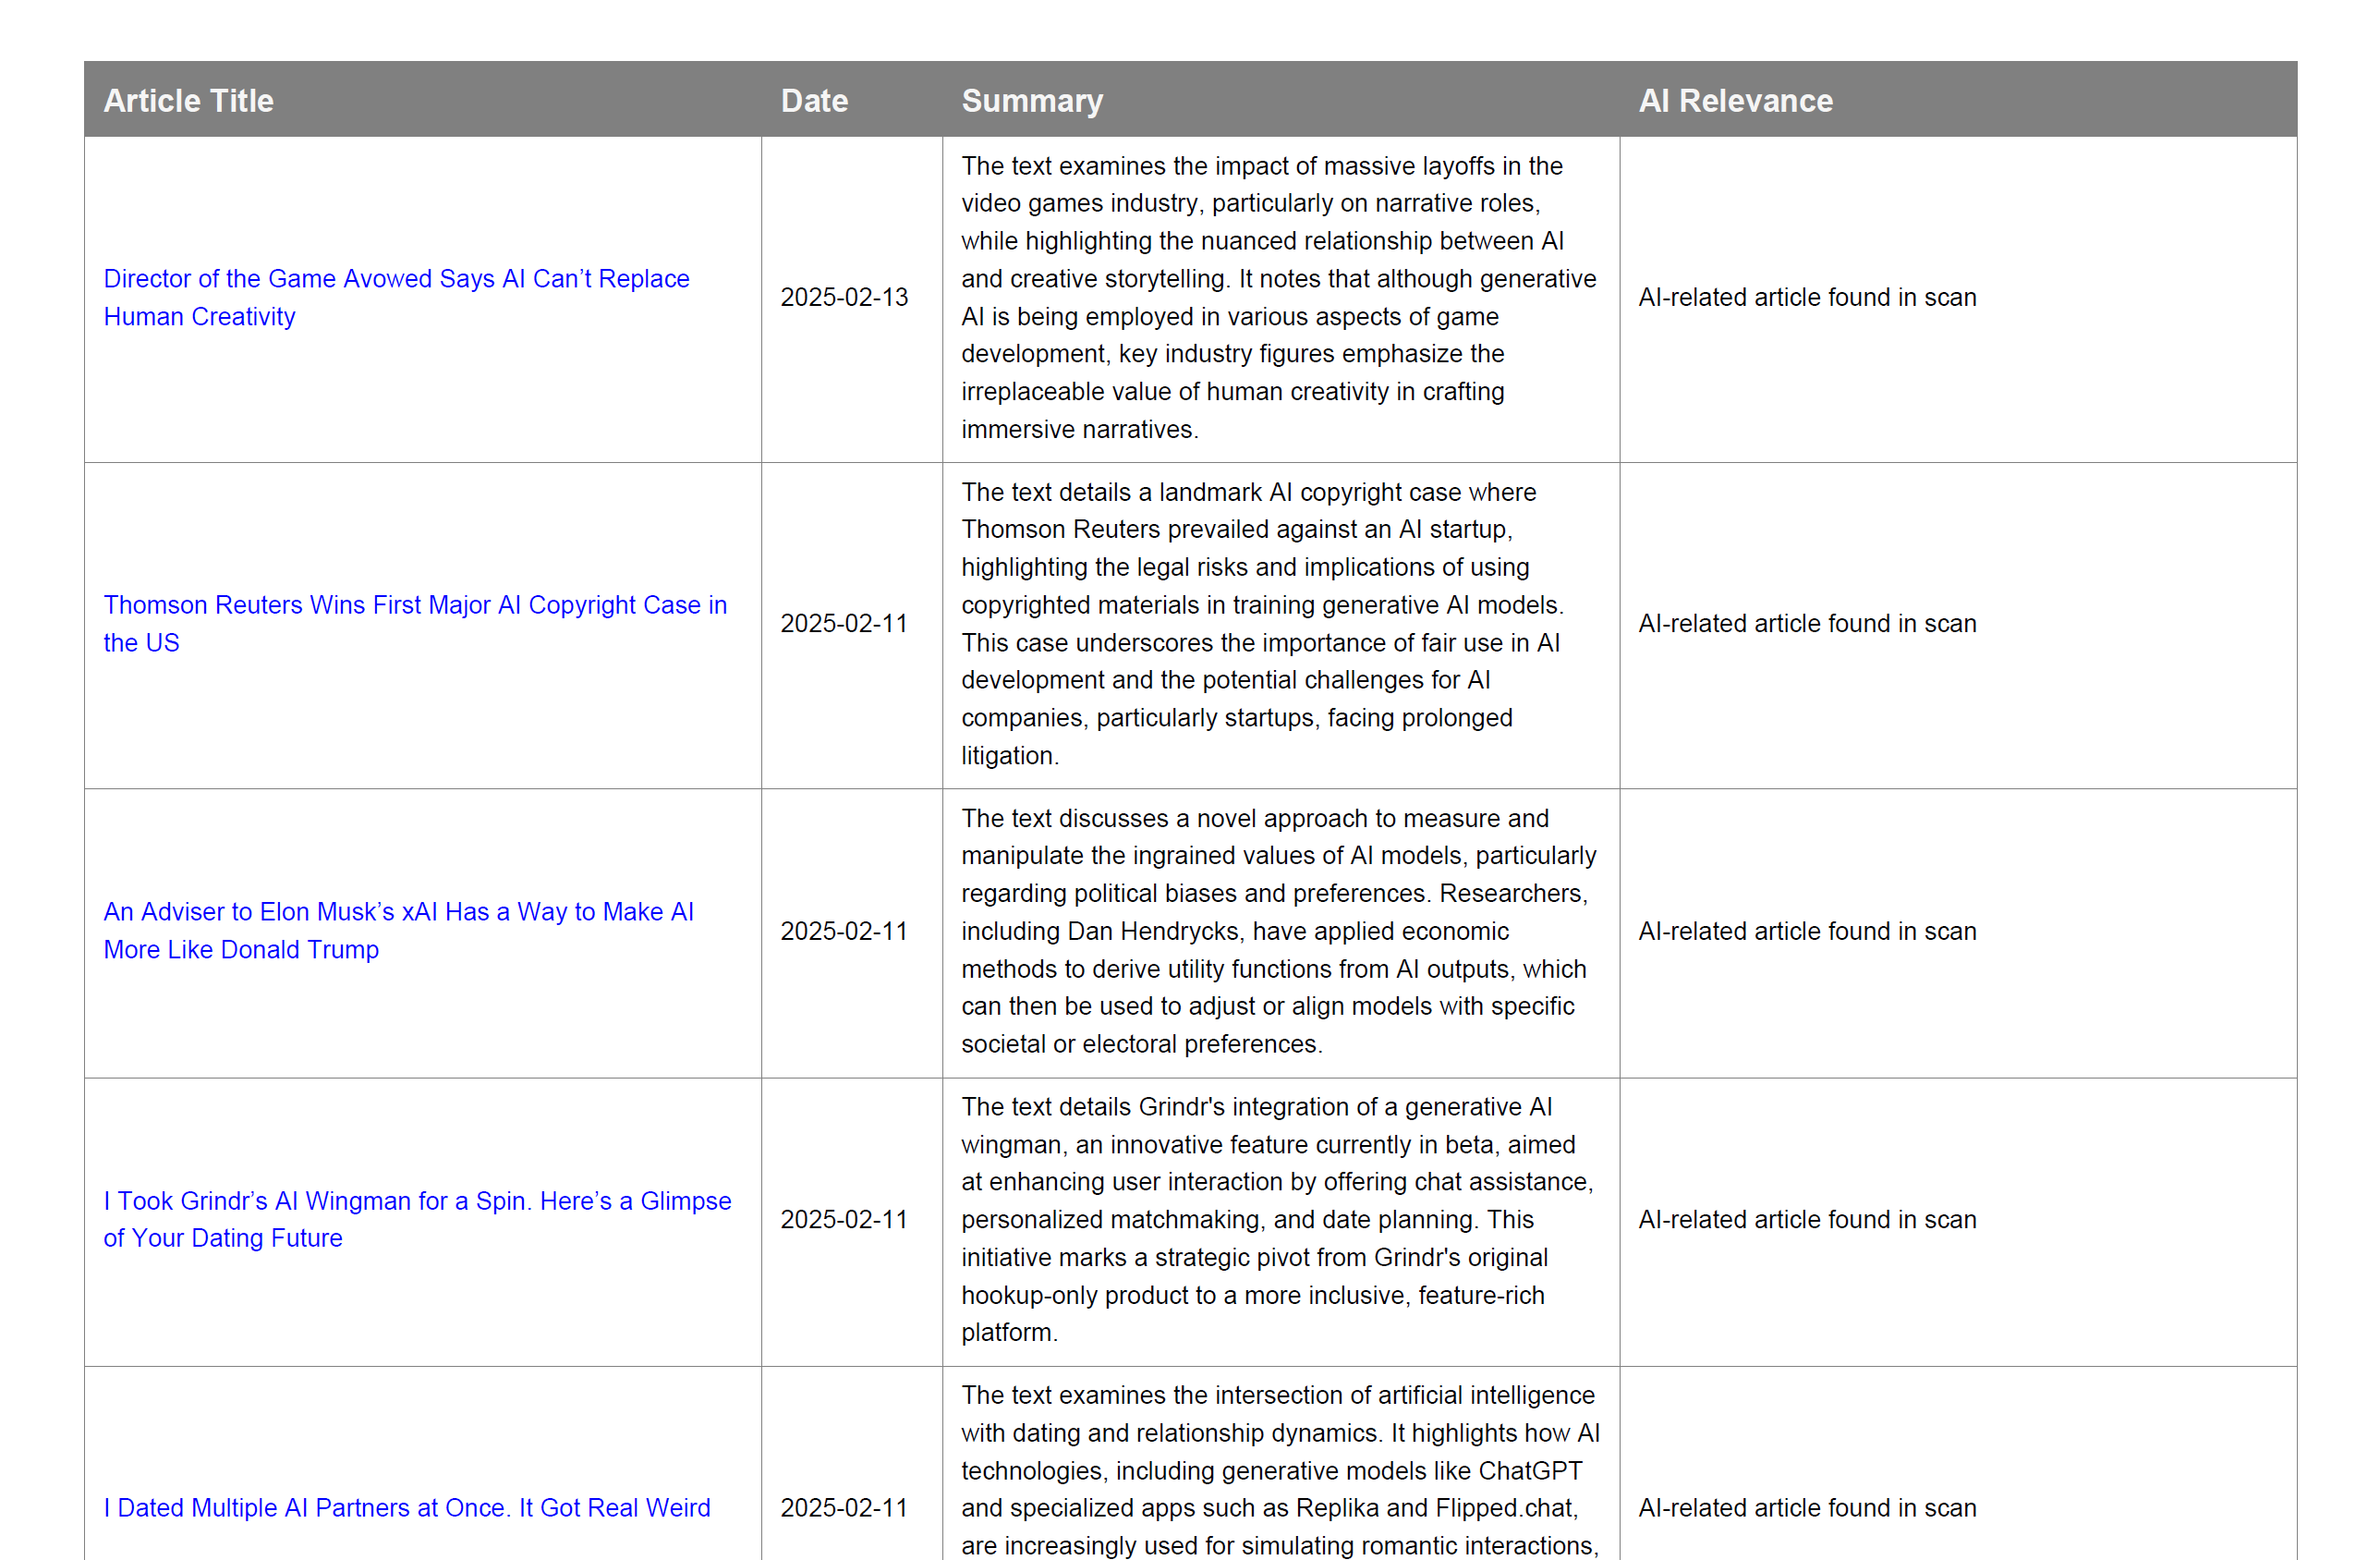 Article Title Date Summary AI Relevance
Director of the Game Avowed Says AI Can’t Replace
Human Creativity
2025-02-13
The text examines the impact of massive layoffs in the
video games industry, particularly on narrative roles,
while highlighting the nuanced relationship between AI
and creative storytelling. It notes that although generative
AI is being employed in various aspects of game
development, key industry figures emphasize the
irreplaceable value of human creativity in crafting
immersive narratives.
AI-related article found in scan
Thomson Reuters Wins First Major AI Copyright Case in
the US
2025-02-11
The text details a landmark AI copyright case where
Thomson Reuters prevailed against an AI startup,
highlighting the legal risks and implications of using
copyrighted materials in training generative AI models.
This case underscores the importance of fair use in AI
development and the potential challenges for AI
companies, particularly startups, facing prolonged
litigation.
AI-related article found in scan
An Adviser to Elon Musk’s xAI Has a Way to Make AI
More Like Donald Trump
2025-02-11
The text discusses a novel approach to measure and
manipulate the ingrained values of AI models, particularly
regarding political biases and preferences. Researchers,
including Dan Hendrycks, have applied economic
methods to derive utility functions from AI outputs, which
can then be used to adjust or align models with specific
societal or electoral preferences.
AI-related article found in scan
I Took Grindr’s AI Wingman for a Spin. Here’s a Glimpse
of Your Dating Future
2025-02-11
The text details Grindr's integration of a generative AI
wingman, an innovative feature currently in beta, aimed
at enhancing user interaction by offering chat assistance,
personalized matchmaking, and date planning. This
initiative marks a strategic pivot from Grindr's original
hookup-only product to a more inclusive, feature-rich
platform.
AI-related article found in scan
I Dated Multiple AI Partners at Once. It Got Real Weird
2025-02-11
The text examines the intersection of artificial intelligence
with dating and relationship dynamics. It highlights how AI
technologies, including generative models like ChatGPT
and specialized apps such as Replika and Flipped.chat,
are increasingly used for simulating romantic interactions,
AI-related article found in scan